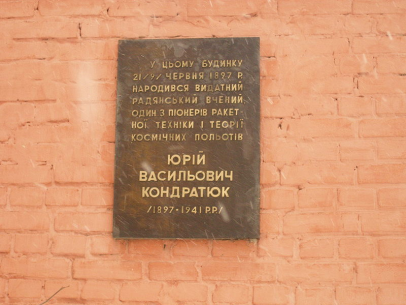 У ЦЬОМУ БУДИНКУ
21/9/ ЧЕРВНЯ 1897 Р.
НАРОДИВСЯ ВИДАТНИЙ
РАДЯНСЬКИЙ ВЧЕНИЙ
ОДИН З ПІОНЕРІВ РАКЕТ-
НОЇ ТЕХНІКИ І ТЕОРІЇ
КОСМІЧНИХ ПОЛЬОТІВ
ЮРІЙ
ВАСИЛЬОВИЧ
КОНДРАТЮК
/1897-1941 Р.Р./